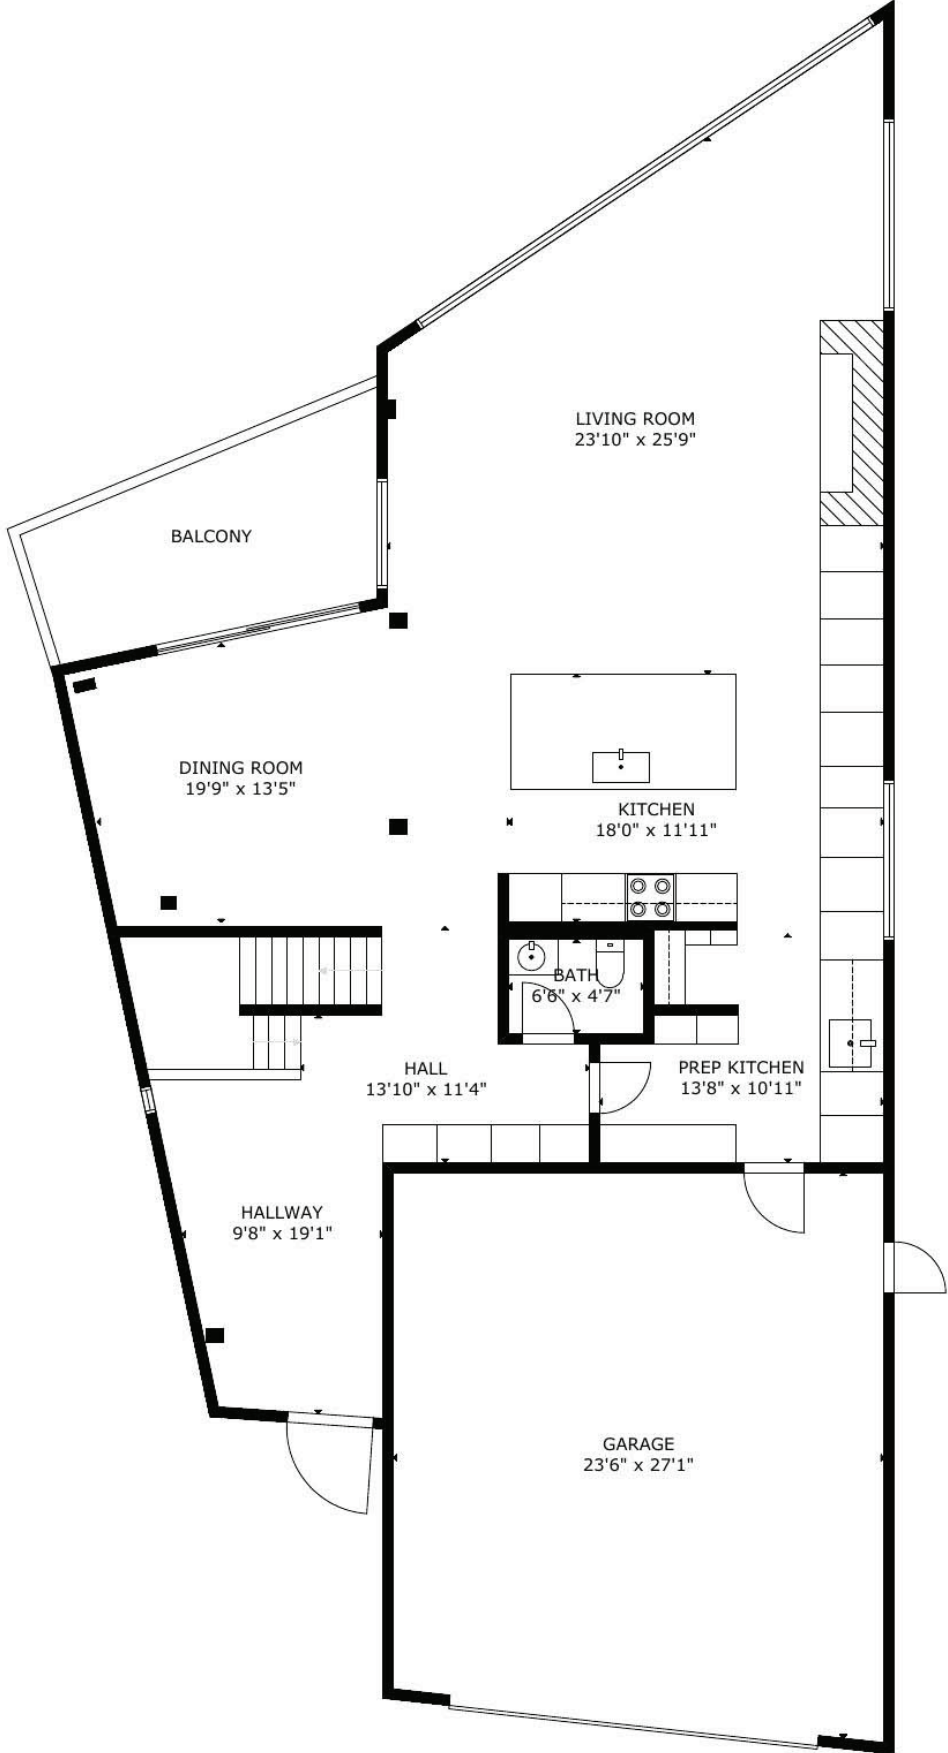 LIVING ROOM
23'10" x 25'9"
BALCONY
DINING ROOM
19'9" x 13'5"
KITCHEN
18'0" x 11'11"
BATH
6'6" x 4'7"
HALL
13'10" x 11'4"
PREP KITCHEN
13'8" x 10'11"
HALLWAY
9'8" x 19'1"
GARAGE
23'6" x 27'1"